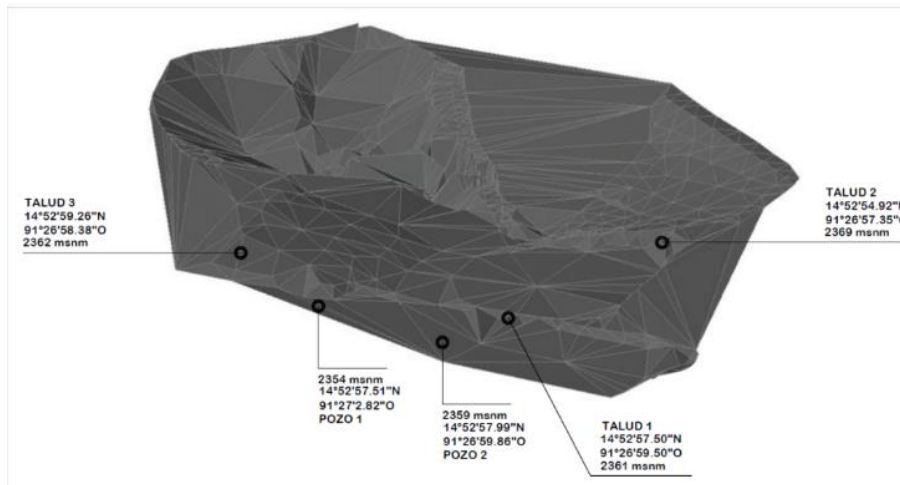 TALUD 3
14°52'59.26"N
91°26'58.38"O
2362 msnm
TALUD 2
14°52'54.92"N
91°26'57.35"O
2369 msnm
2354 msnm
14°52'57.51"N
91°27'2.82"O
POZO 1
2359 msnm
14°52'57.99"N
91°26'59.86"O
POZO 2
TALUD 1
14°52'57.50"N
91°26'59.50"O
2361 msnm